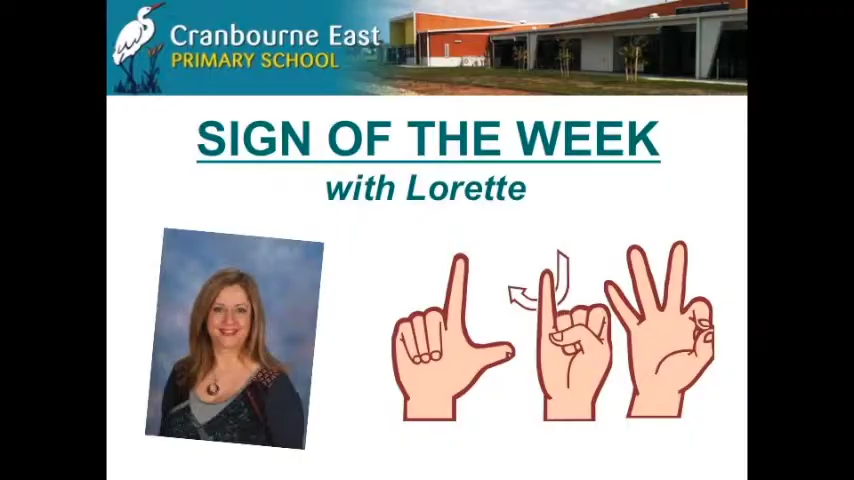 Cranbourne East
PRIMARY SCHOOL
SIGN OF THE WEEK
with Lorette